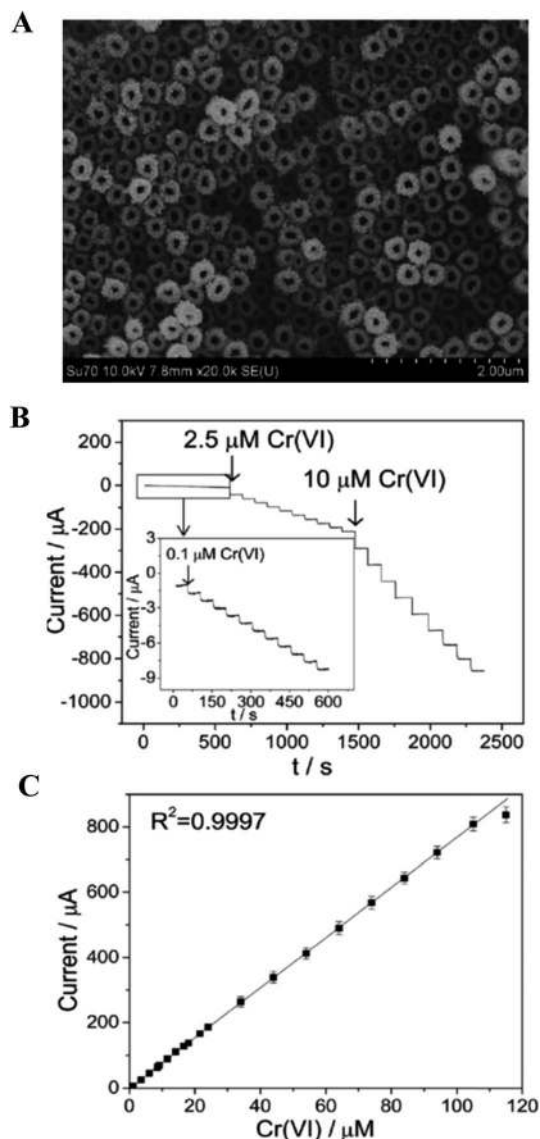 A
Su70 10.0kV 7.8mm x20.0k SE(U)
2.00um
B
200
0
-200
-400
-600
-800
-1000
Current / μA
2.5 μM Cr(VI)
10 μM Cr(VI)
3
0
-3
-6
-9
Current / μA
0.1 μM Cr(VI)
0 150 300 450 600
t / s
0 500 1000 1500 2000 2500
t / s
C
R²=0.9997
800
600
400
200
0
Current / μA
0 20 40 60 80 100 120
Cr(VI) / μM